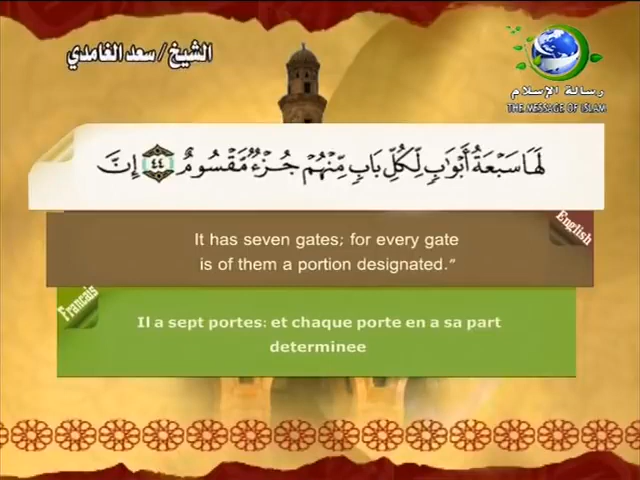 الشيخ / سعد الغامدي
رسالة الإسلام
THE MESSAGE OF ISLAM
لَهَا سَبْعَةُ أَبْوَٰبٍ لِّكُلِّ بَابٍ مِّنْهُمْ جُزْءٌ مَّقْسُومٌ ٤٤ إِنَّ
English
It has seven gates; for every gate
is of them a portion designated."
Francais
Il a sept portes: et chaque porte en a sa part
determinee